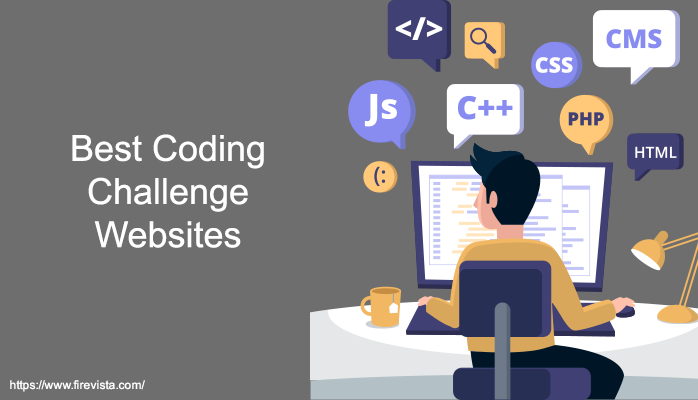 </>
CMS
CSS
Js
C++
PHP
HTML
(:
Best Coding
Challenge
Websites
https://www.firevista.com/